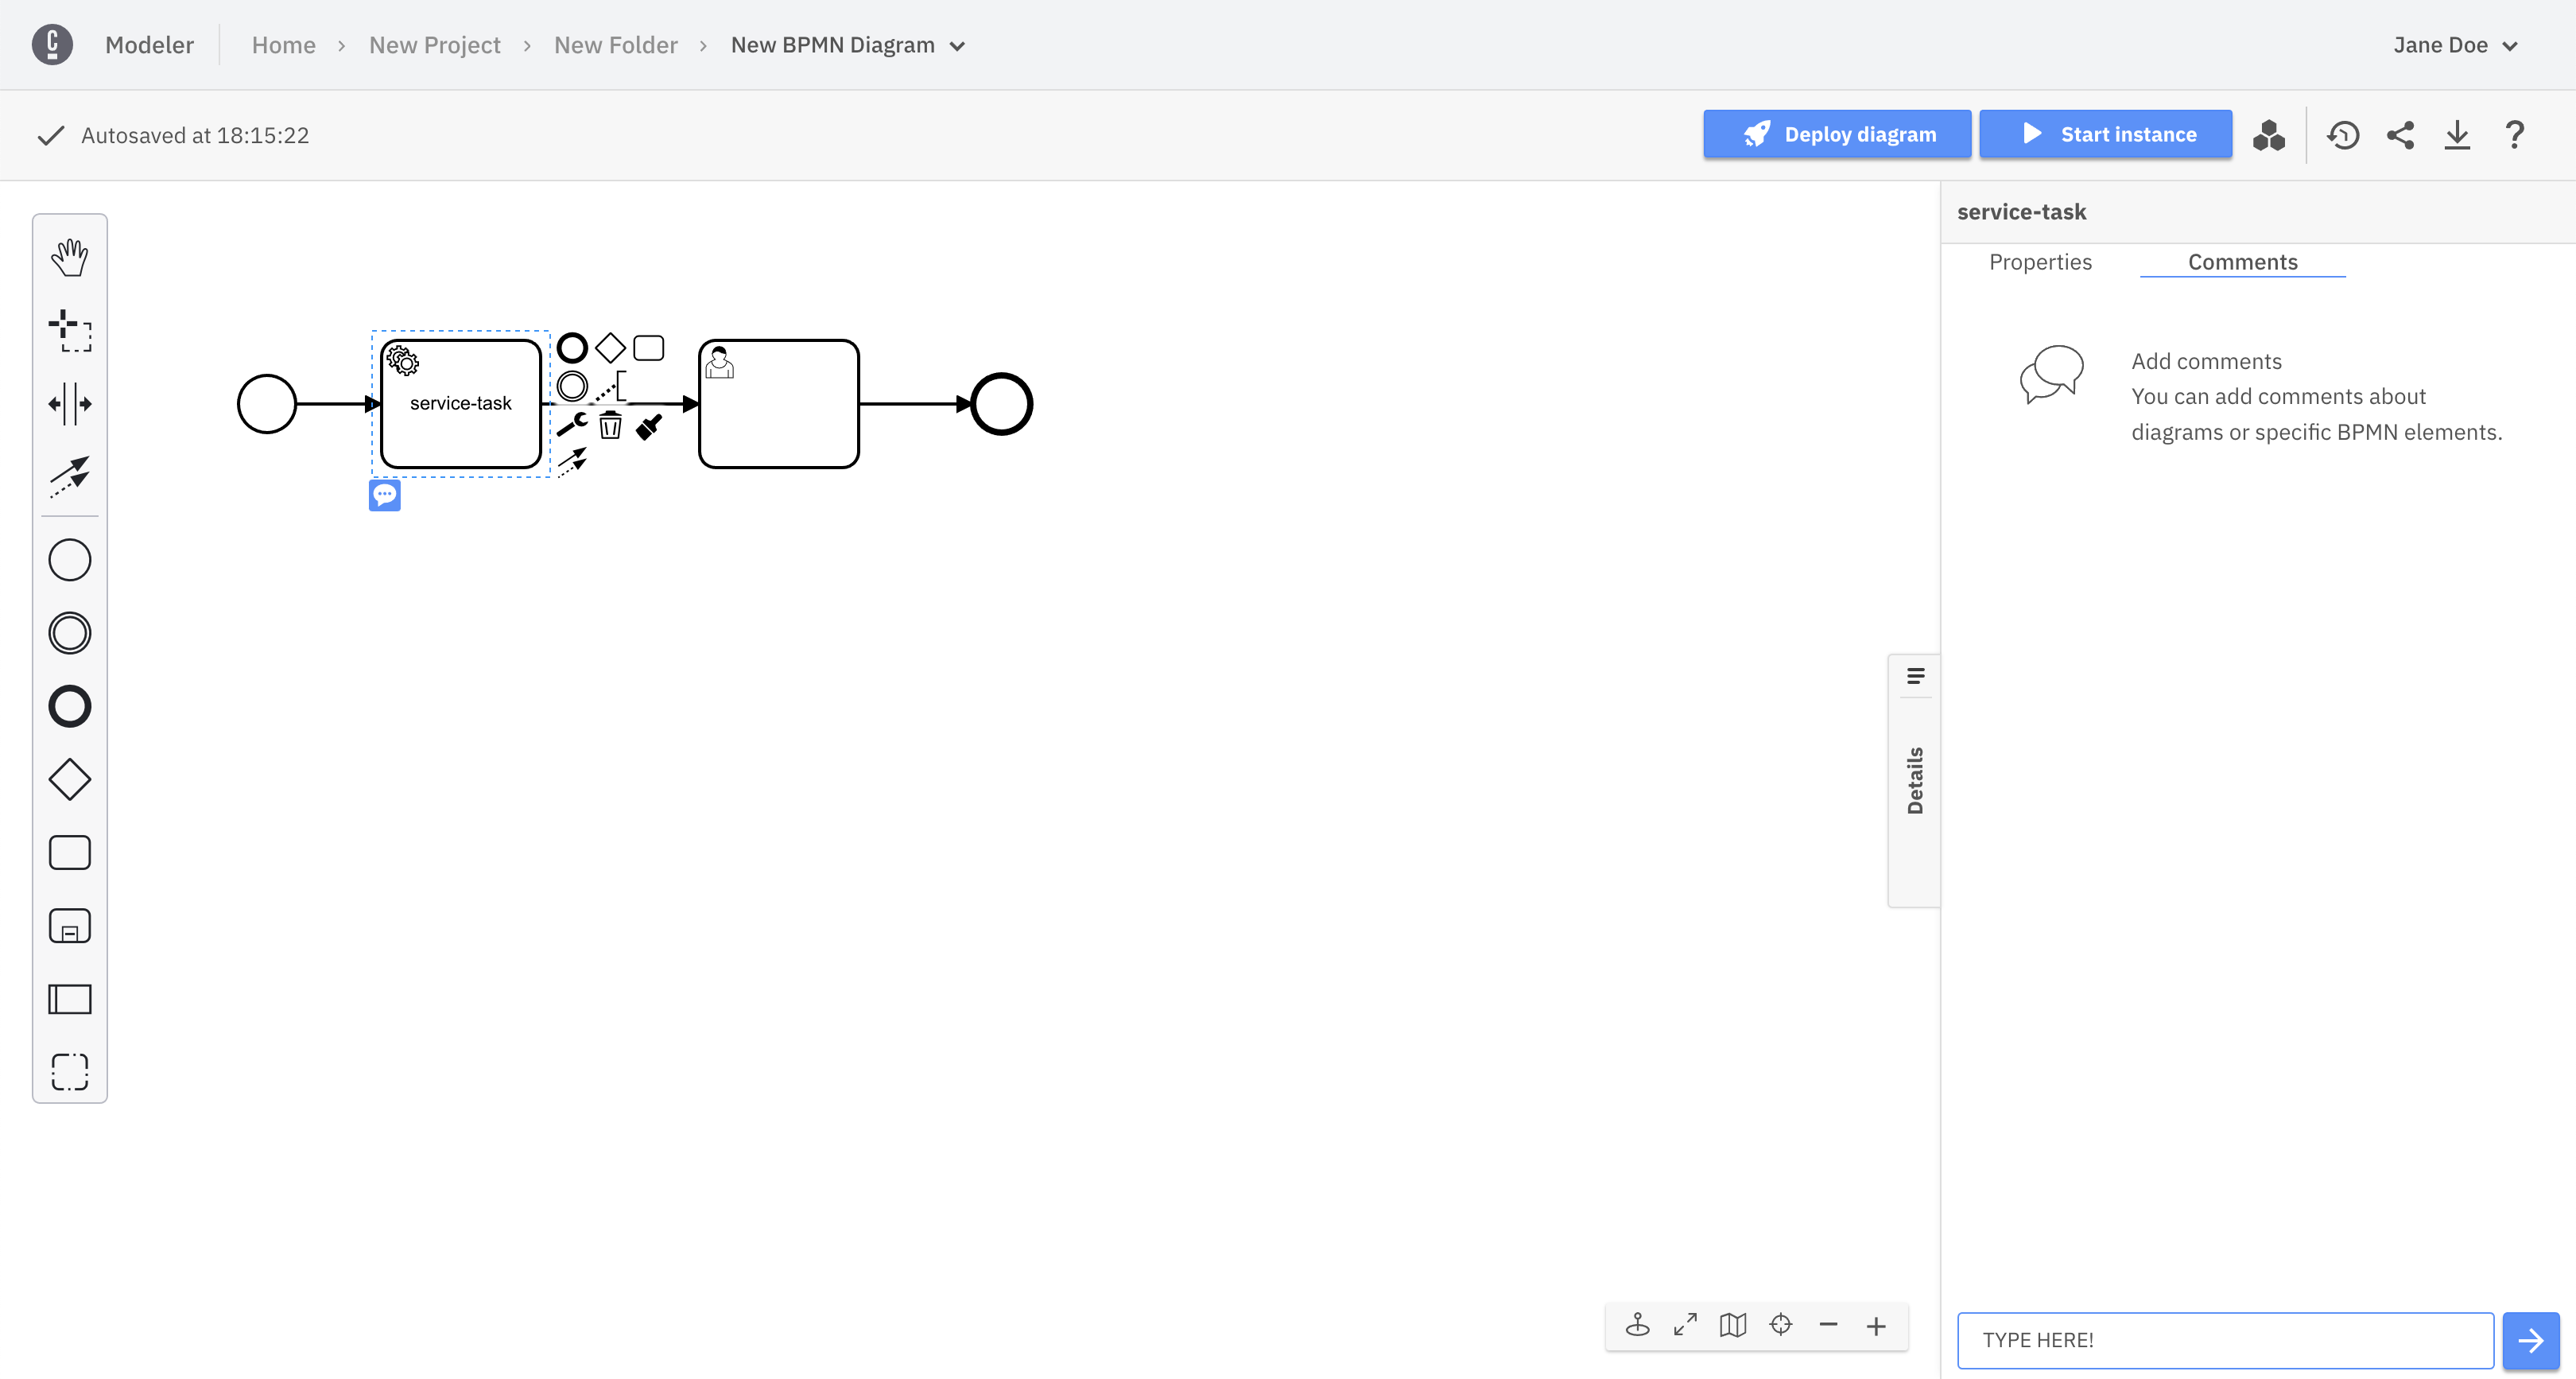 Modeler
Home
New Project
New Folder
New BPMN Diagram
Jane Doe
Autosaved at 18:15:22
Deploy diagram
Start instance
service-task
Properties
Comments
service-task
Add comments
You can add comments about
diagrams or specific BPMN elements.
Details
TYPE HERE!